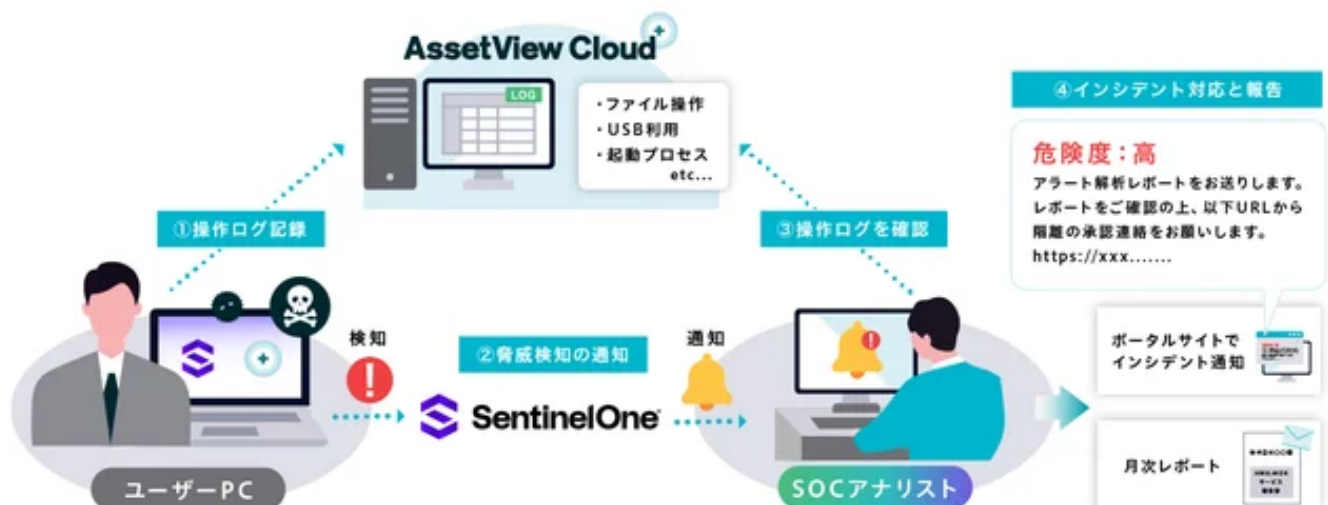 AssetView Cloud
LOG
・ファイル操作
・USB利用
・起動プロセス
etc...
①操作ログ記録
③操作ログを確認
④インシデント対応と報告
危険度：高
アラート解析レポートをお送りします。
レポートをご確認の上、以下URLから
隔離の承認連絡をお願いします。
https://xxx.......
検知
②脅威検知の通知
通知
SentinelOne
ユーザーPC
SOCアナリスト
ポータルサイトで
インシデント通知
月次レポート